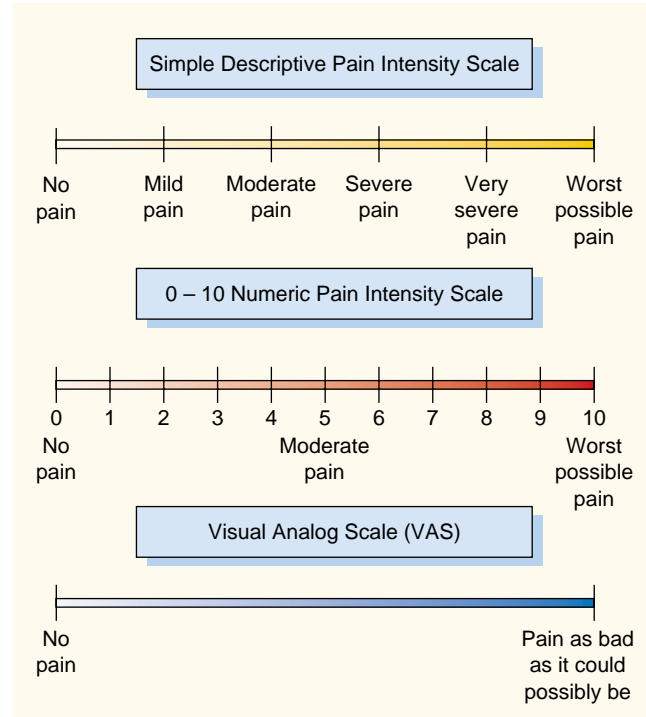 Simple Descriptive Pain Intensity Scale
No pain
Mild pain
Moderate pain
Severe pain
Very severe pain
Worst possible pain
0 – 10 Numeric Pain Intensity Scale
0 1 2 3 4 5 6 7 8 9 10
No pain
Moderate pain
Worst possible pain
Visual Analog Scale (VAS)
No pain
Pain as bad as it could possibly be